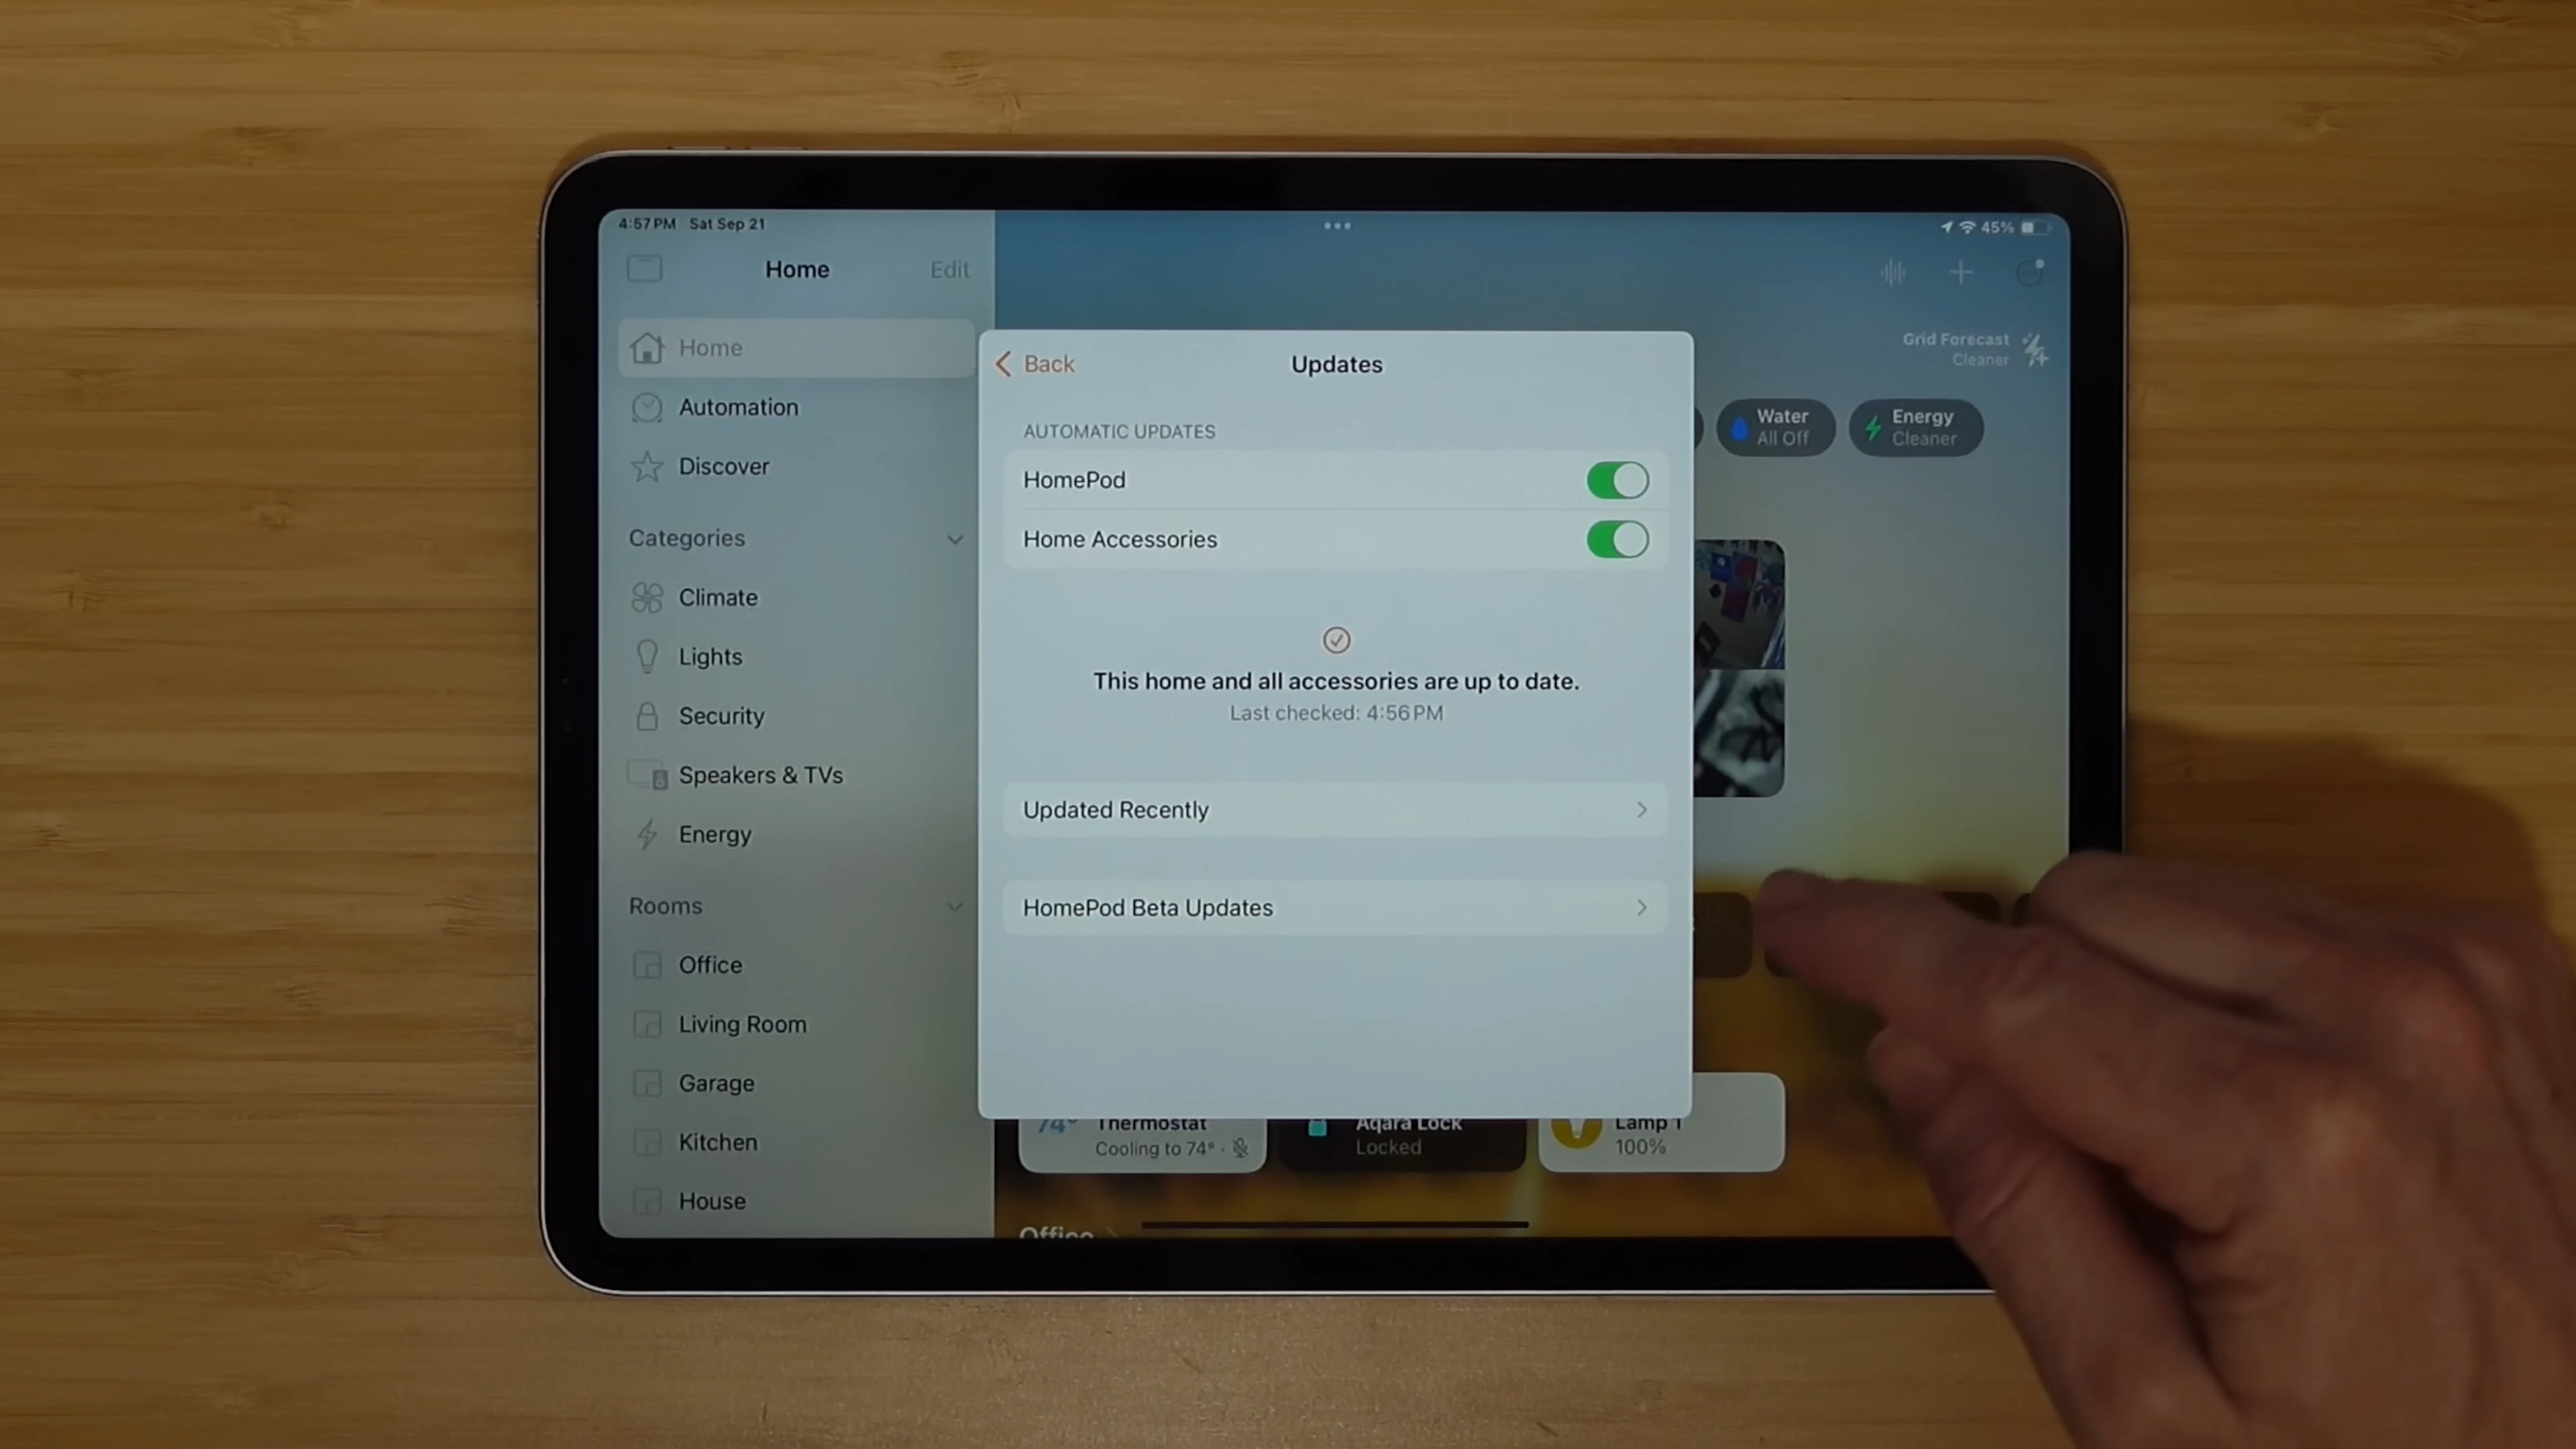 4:57 PM Sat Sep 21
45%
Home
Edit
Home
Automation
Discover
Categories
Climate
Lights
Security
Speakers & TVs
Energy
Rooms
Office
Living Room
Garage
Kitchen
House
Grid Forecast
Cleaner
Water
All Off
Energy
Cleaner
Back
Updates
AUTOMATIC UPDATES
HomePod
Home Accessories
This home and all accessories are up to date.
Last checked: 4:56 PM
Updated Recently
HomePod Beta Updates
74° Thermostat
Cooling to 74° ·
Aqara Lock
Locked
Lamp 1
100%
Office